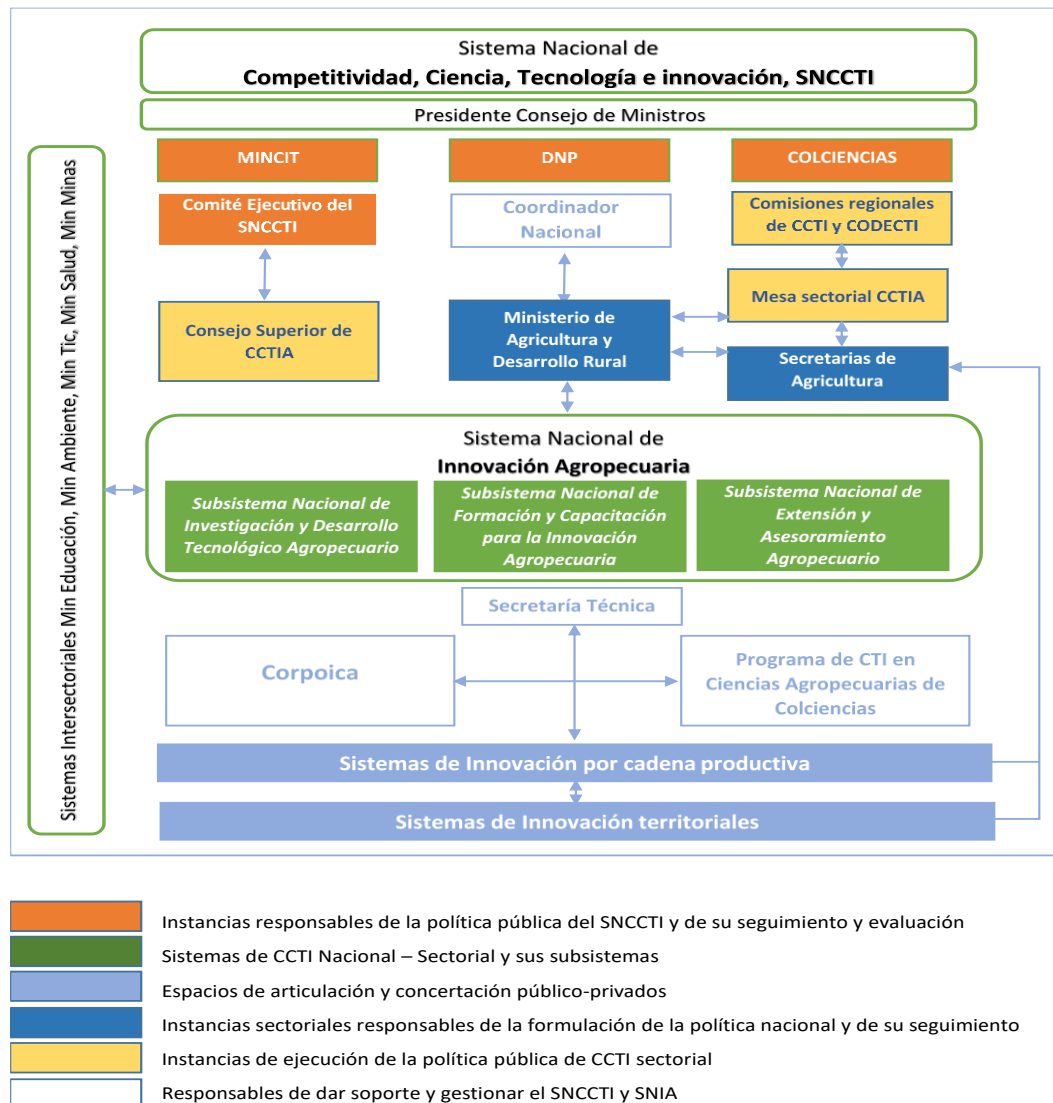 Sistema Nacional de
Competitividad, Ciencia, Tecnología e innovación, SNCCTI
Presidente Consejo de Ministros
Sistemas Intersectoriales Min Educación, Min Ambiente, Min Tic, Min Salud, Min Minas
MINCIT
DNP
COLCIENCIAS
Comité Ejecutivo del
SNCCTI
Coordinador
Nacional
Comisiones regionales
de CCTI y CODECTI
Consejo Superior de
CCTIA
Ministerio de
Agricultura y
Desarrollo Rural
Mesa sectorial CCTIA
Secretarias de
Agricultura
Sistema Nacional de
Innovación Agropecuaria
Subsistema Nacional de
Investigación y Desarrollo
Tecnológico Agropecuario
Subsistema Nacional de
Formación y Capacitación
para la Innovación
Agropecuaria
Subsistema Nacional de
Extensión y
Asesoramiento
Agropecuario
Secretaría Técnica
Corpoica
Programa de CTI en
Ciencias Agropecuarias de
Colciencias
Sistemas de Innovación por cadena productiva
Sistemas de Innovación territoriales
Instancias responsables de la política pública del SNCCTI y de su seguimiento y evaluación
Sistemas de CCTI Nacional – Sectorial y sus subsistemas
Espacios de articulación y concertación público-privados
Instancias sectoriales responsables de la formulación de la política nacional y de su seguimiento
Instancias de ejecución de la política pública de CCTI sectorial
Responsables de dar soporte y gestionar el SNCCTI y SNIA